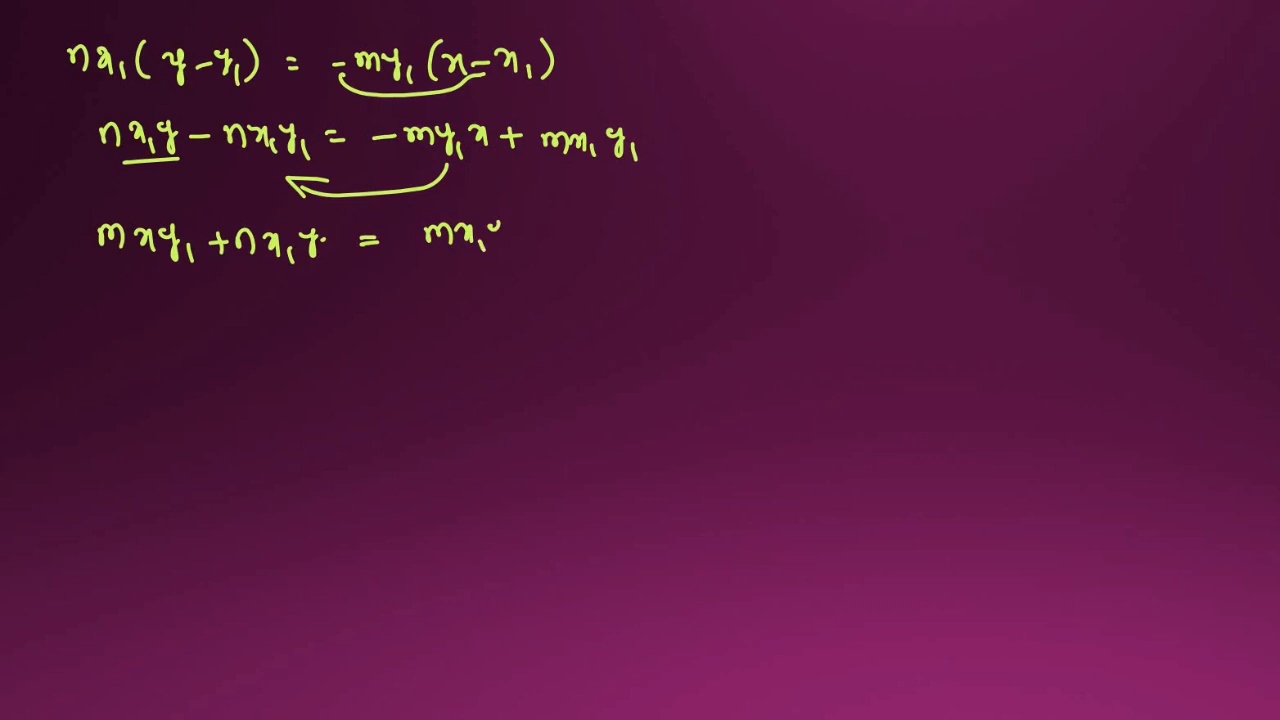 nx₁(y-y₁) = -my₁(x-x₁)
nx₁y - nx₁y₁ = -my₁x + mx₁y₁
mxy₁ + nx₁y = mx₁